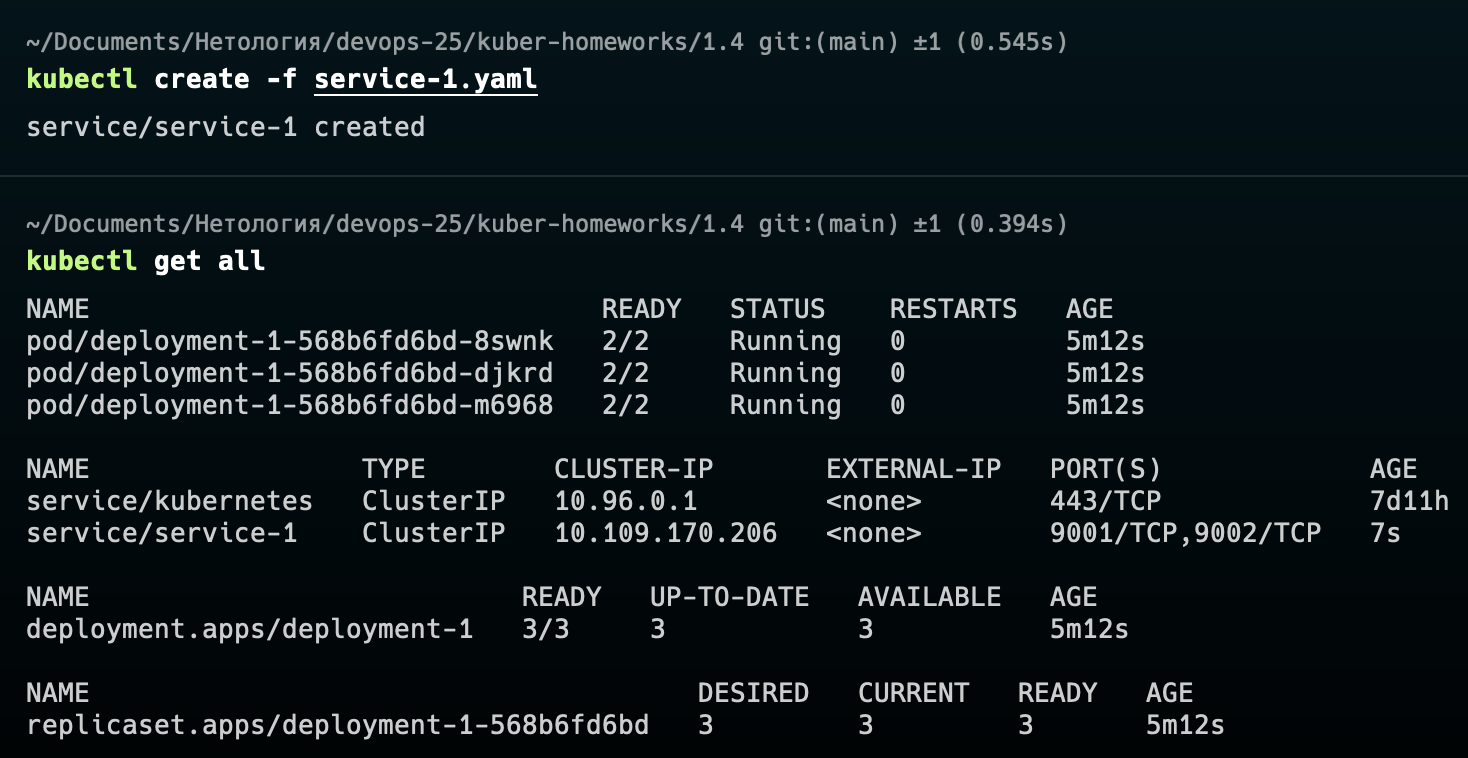 ~/Documents/Нетология/devops-25/kuber-homeworks/1.4 git:(main) ±1 (0.545s)
kubectl create -f service-1.yaml
service/service-1 created
~/Documents/Нетология/devops-25/kuber-homeworks/1.4 git:(main) ±1 (0.394s)
kubectl get all
NAME READY STATUS RESTARTS AGE
pod/deployment-1-568b6fd6bd-8swnk 2/2 Running 0 5m12s
pod/deployment-1-568b6fd6bd-djkrd 2/2 Running 0 5m12s
pod/deployment-1-568b6fd6bd-m6968 2/2 Running 0 5m12s
NAME TYPE CLUSTER-IP EXTERNAL-IP PORT(S) AGE
service/kubernetes ClusterIP 10.96.0.1 <none> 443/TCP 7d11h
service/service-1 ClusterIP 10.109.170.206 <none> 9001/TCP,9002/TCP 7s
NAME READY UP-TO-DATE AVAILABLE AGE
deployment.apps/deployment-1 3/3 3 3 5m12s
NAME DESIRED CURRENT READY AGE
replicaset.apps/deployment-1-568b6fd6bd 3 3 3 5m12s